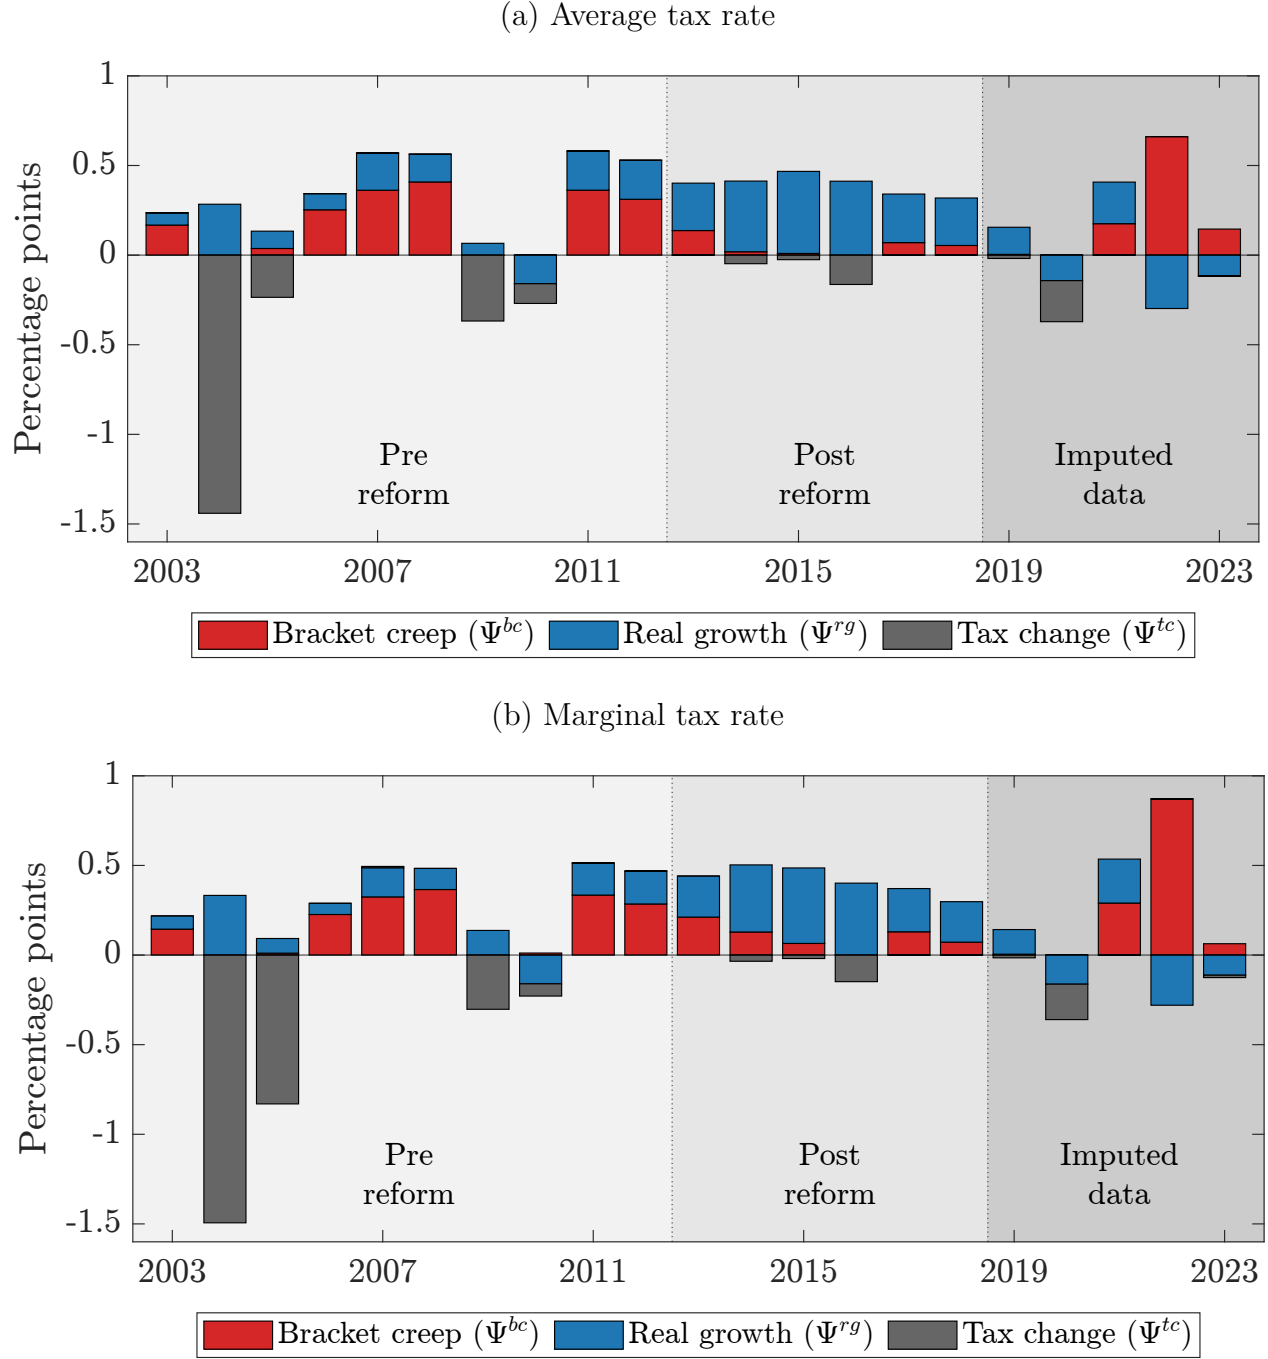 (a) Average tax rate
Percentage points
1
0.5
0
-0.5
-1
-1.5
Pre
reform
Post
reform
Imputed
data
2003 2007 2011 2015 2019 2023
Bracket creep (Ψ^bc) Real growth (Ψ^rg) Tax change (Ψ^tc)
(b) Marginal tax rate
Percentage points
1
0.5
0
-0.5
-1
-1.5
Pre
reform
Post
reform
Imputed
data
2003 2007 2011 2015 2019 2023
Bracket creep (Ψ^bc) Real growth (Ψ^rg) Tax change (Ψ^tc)